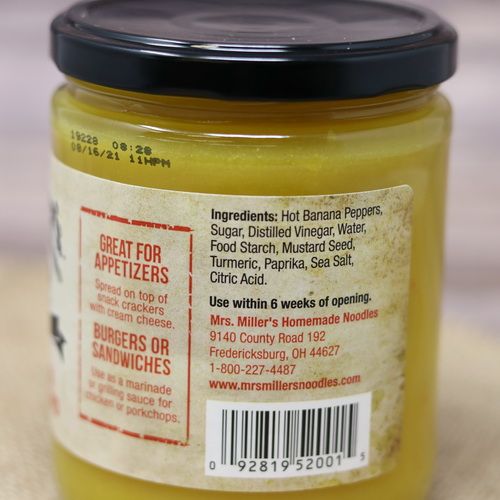 19228 08:26
08/16/21 11MPM
GREAT FOR
APPETIZERS
Spread on top of
snack crackers
with cream cheese.
BURGERS OR
SANDWICHES
Use as a marinade
or grilling sauce for
chicken or porkchops.
Ingredients: Hot Banana Peppers,
Sugar, Distilled Vinegar, Water,
Food Starch, Mustard Seed,
Turmeric, Paprika, Sea Salt,
Citric Acid.
Use within 6 weeks of opening.
Mrs. Miller's Homemade Noodles
9140 County Road 192
Fredericksburg, OH 44627
1-800-227-4487
www.mrsmillersnoodles.com
0 92819 52001 5